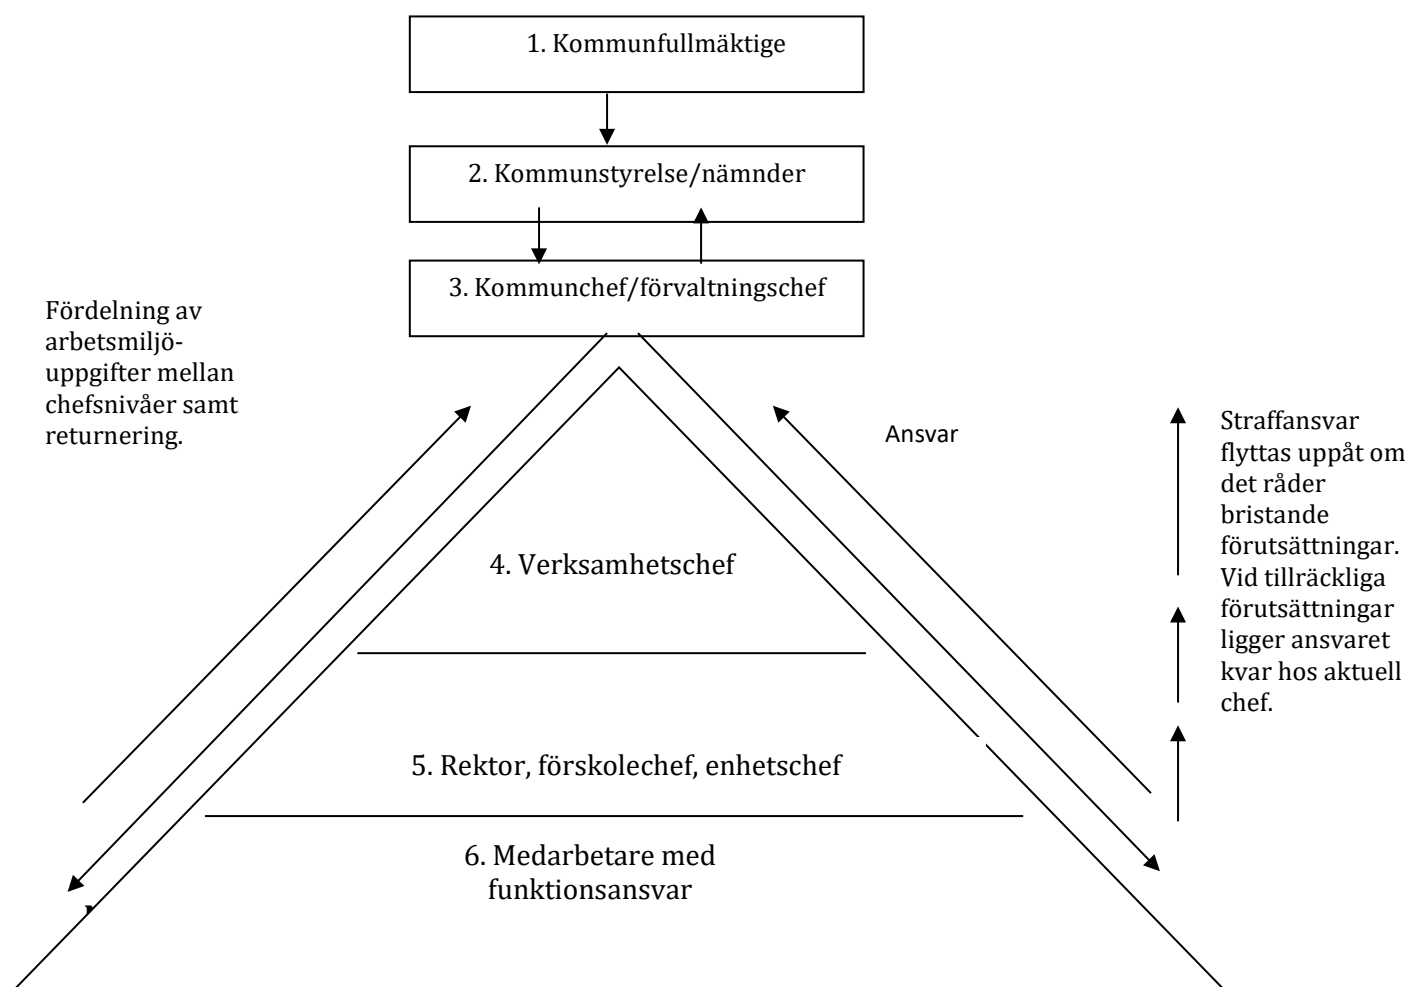 1. Kommunfullmäktige
2. Kommunstyrelse/nämnder
3. Kommunchef/förvaltningschef
Fördelning av
arbetsmiljö-
uppgifter mellan
chefsnivåer samt
returnering.
Ansvar
Straffansvar
flyttas uppåt om
det råder
bristande
förutsättningar.
Vid tillräckliga
förutsättningar
ligger ansvaret
kvar hos aktuell
chef.
4. Verksamhetschef
5. Rektor, förskolechef, enhetschef
6. Medarbetare med
funktionsansvar